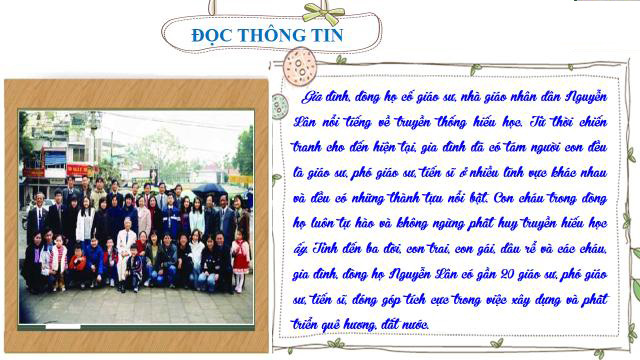 ĐỌC THÔNG TIN
Gia đình, dòng họ cố giáo sư, nhà giáo nhân dân Nguyễn
Lân nổi tiếng về truyền thống hiếu học. Từ thời chiến
tranh cho đến hiện tại, gia đình đã có tám người con đều
là giáo sư, phó giáo sư, tiến sĩ ở nhiều lĩnh vực khác nhau
và đều có những thành tựu nổi bật. Con cháu trong dòng
họ luôn tự hào và không ngừng phát huy truyền hiếu học
ấy. Tính đến ba đời, con trai, con gái, dâu rể và các cháu,
gia đình, dòng họ Nguyễn Lân có gần 20 giáo sư, phó giáo
sư, tiến sĩ, đóng góp tích cực trong việc xây dựng và phát
triển quê hương, đất nước.